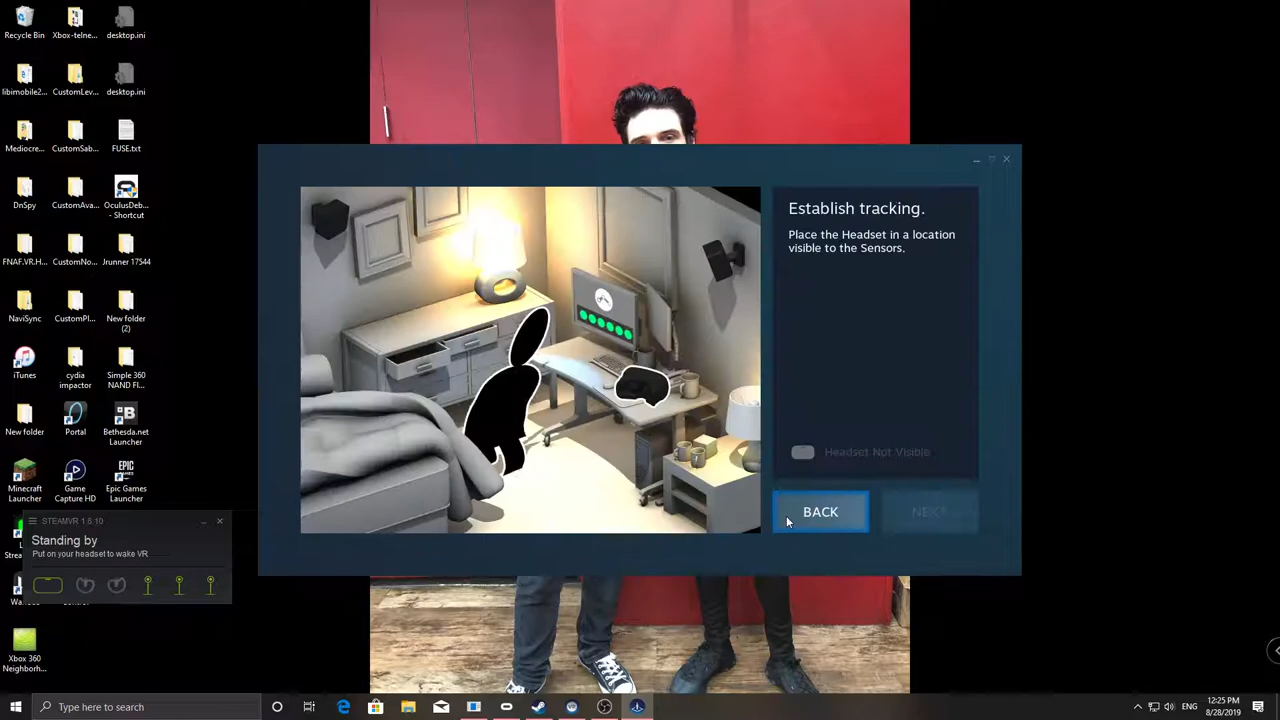 Recycle Bin
Xbox-telne...
desktop.ini
libimobile2...
CustomLev...
desktop.ini
Mediocre...
CustomSab...
FUSE.txt
DnSpy
CustomAva...
OculusDeb...
- Shortcut
FNAF.VR.H...
CustomNo...
Jrunner 17544
NaviSync
CustomPl...
New folder
(2)
iTunes
cydia
impactor
Simple 360
NAND Fl...
New folder
Portal
Bethesda.net
Launcher
Minecraft
Launcher
Game
Capture HD
Epic Games
Launcher
EPIC
GAMES
STEAMVR 1.6.10
Standing by
Put on your headset to wake VR
Xbox 360
Neighborh...
Establish tracking.
Place the Headset in a location
visible to the Sensors.
Headset Not Visible
BACK
NEXT
Type here to search
ENG
12:25 PM
8/28/2019